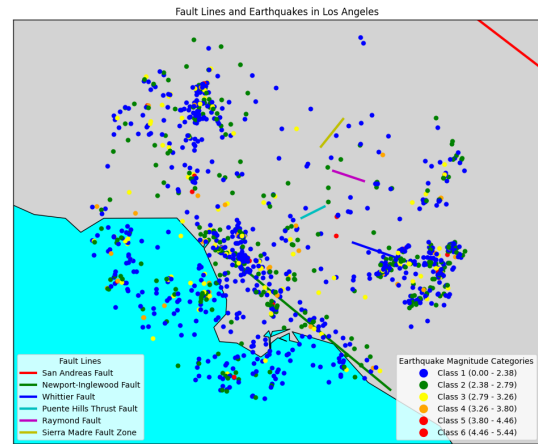 Fault Lines and Earthquakes in Los Angeles
Fault Lines
San Andreas Fault
Newport-Inglewood Fault
Whittier Fault
Puente Hills Thrust Fault
Raymond Fault
Sierra Madre Fault Zone
Earthquake Magnitude Categories
Class 1 (0.00 - 2.38)
Class 2 (2.38 - 2.79)
Class 3 (2.79 - 3.26)
Class 4 (3.26 - 3.80)
Class 5 (3.80 - 4.46)
Class 6 (4.46 - 5.44)